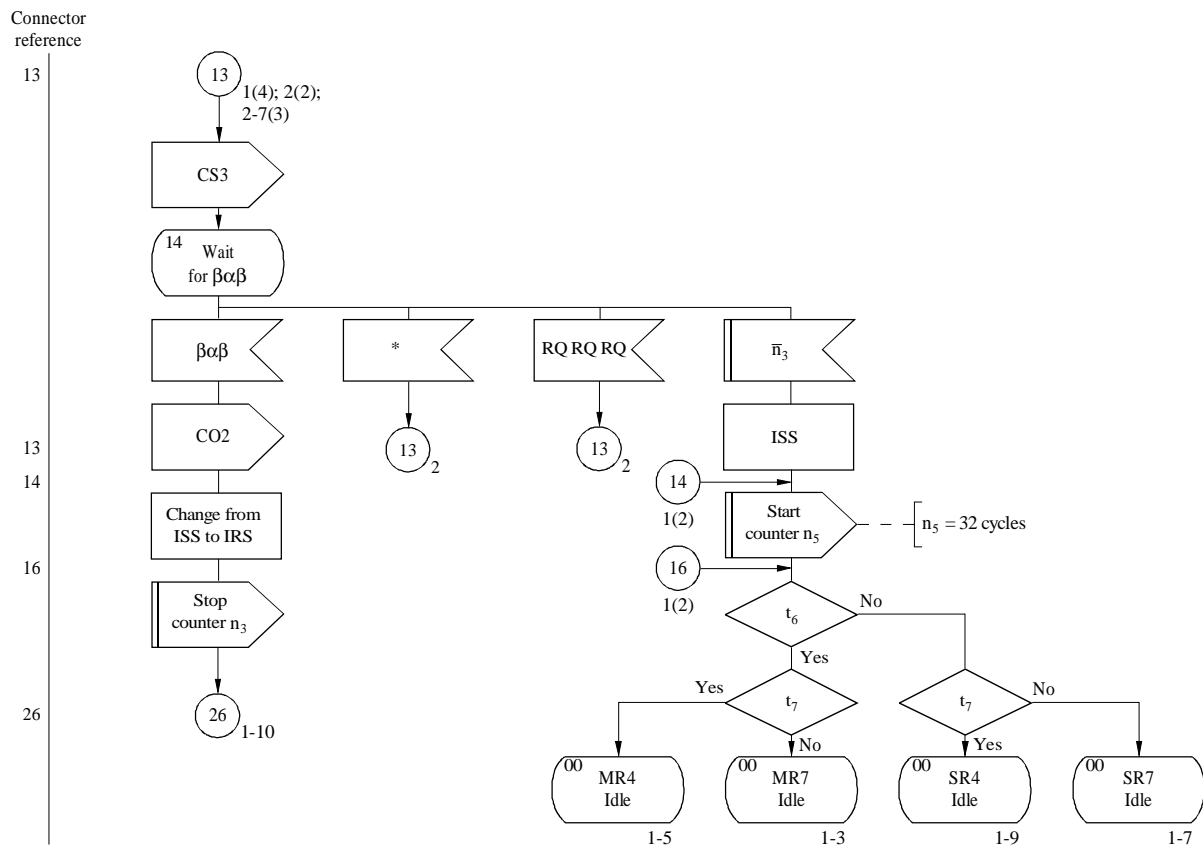 Connector
reference
13
13
1(4); 2(2);
2-7(3)
CS3
14
Wait
for βαβ
βαβ
*
RQ RQ RQ
n̅₃
CO2
13
2
13
2
ISS
13
14
14
1(2)
Change from
ISS to IRS
Start
counter n₅
n₅ = 32 cycles
16
16
1(2)
Stop
counter n₃
t₆
No
Yes
Yes
t₇
No
t₇
No
Yes
26
26
1-10
00
MR4
Idle
1-5
00
MR7
Idle
1-3
00
SR4
Idle
1-9
00
SR7
Idle
1-7